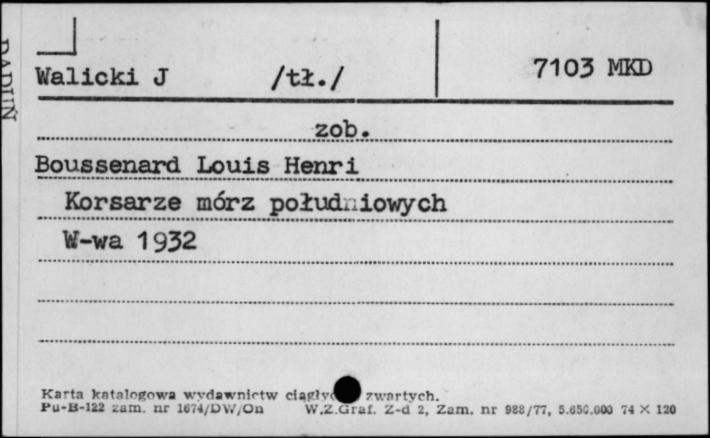 Walicki J /tł./ 7103 MKD
zob.
Boussenard Louis Henri
Korsarze mórz południowych
W-wa 1932
Karta katalogowa wydawnictw zwartych.
Pu-B-122 zam. nr 1674/DW/On W.Z.Graf. Z-d 2, Zam. nr 988/77, 5.650.000 74 X 120